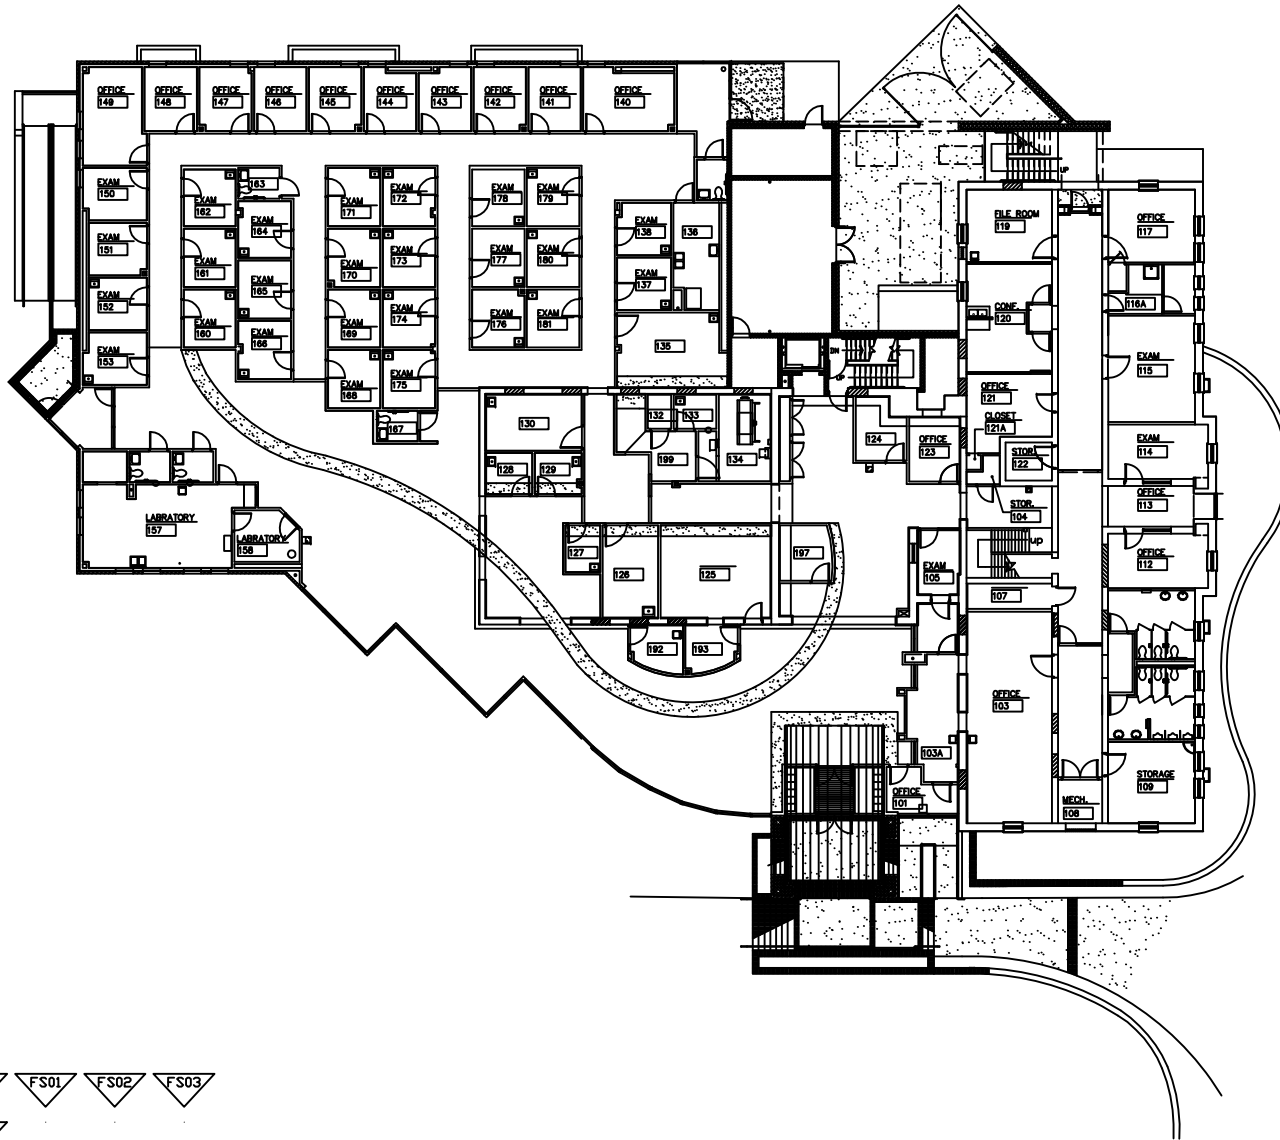 OFFICE
149
OFFICE
148
OFFICE
147
OFFICE
146
OFFICE
145
OFFICE
144
OFFICE
143
OFFICE
142
OFFICE
141
OFFICE
140
UP
EXAM
150
EXAM
162
163
EXAM
171
EXAM
172
EXAM
178
EXAM
179
FILE ROOM
119
OFFICE
117
EXAM
151
EXAM
164
EXAM
138
136
EXAM
161
EXAM
170
EXAM
173
EXAM
177
EXAM
180
EXAM
137
EXAM
152
EXAM
165
CONF.
120
116A
EXAM
160
EXAM
169
EXAM
174
EXAM
176
EXAM
181
EXAM
153
EXAM
166
135
DN
UP
EXAM
115
EXAM
168
EXAM
175
OFFICE
121
CLOSET
121A
167
130
132
133
124
OFFICE
123
EXAM
114
128
129
199
134
STOR.
122
OFFICE
113
LABRATORY
157
STOR.
104
LABRATORY
158
127
197
UP
OFFICE
112
126
125
EXAM
105
107
192
193
OFFICE
103
103A
OFFICE
101
MECH.
108
STORAGE
109
FS01
FS02
FS03